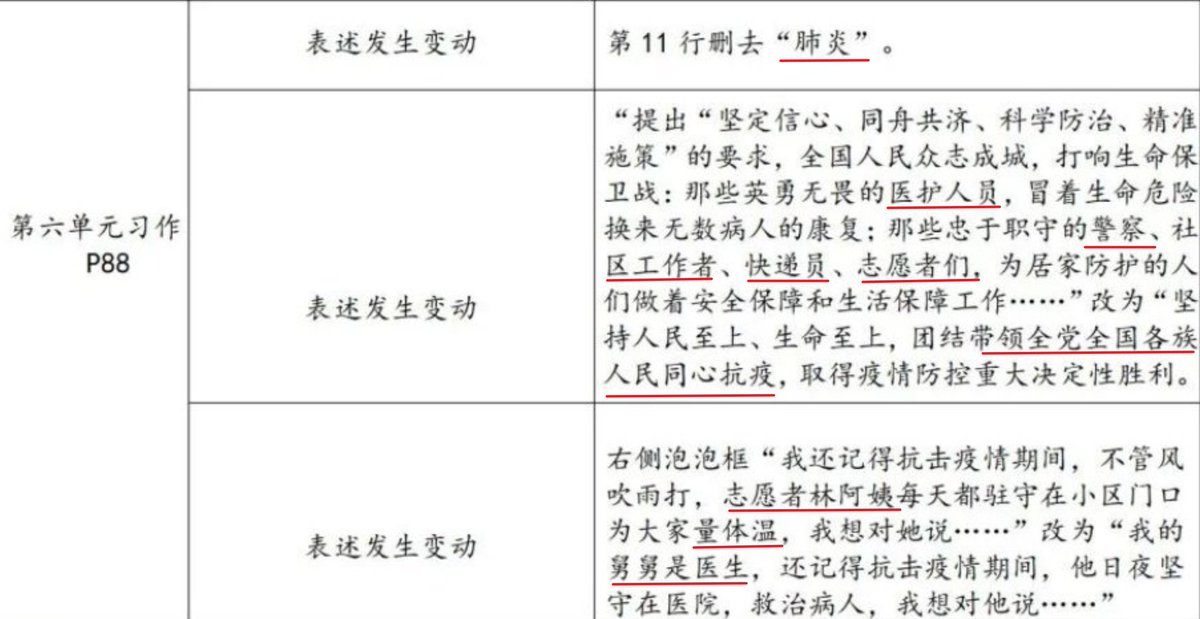 表述发生变动
第11行删去“肺炎”。
第六单元习作
P88
表述发生变动
“提出“坚定信心、同舟共济、科学防治、精准
施策”的要求，全国人民众志成城，打响生命保
卫战：那些英勇无畏的医护人员，冒着生命危险
换来无数病人的康复；那些忠于职守的警察、社
区工作者、快递员、志愿者们，为居家防护的人
们做着安全保障和生活保障工作……”改为“坚
持人民至上、生命至上，团结带领全党全国各族
人民同心抗疫，取得疫情防控重大决定性胜利。
表述发生变动
右侧泡泡框“我还记得抗击疫情期间，不管风
吹雨打，志愿者林阿姨每天都驻守在小区门口
为大家量体温，我想对她说……”改为“我的
舅舅是医生，还记得抗击疫情期间，他日夜坚
守在医院，救治病人，我想对他说……”